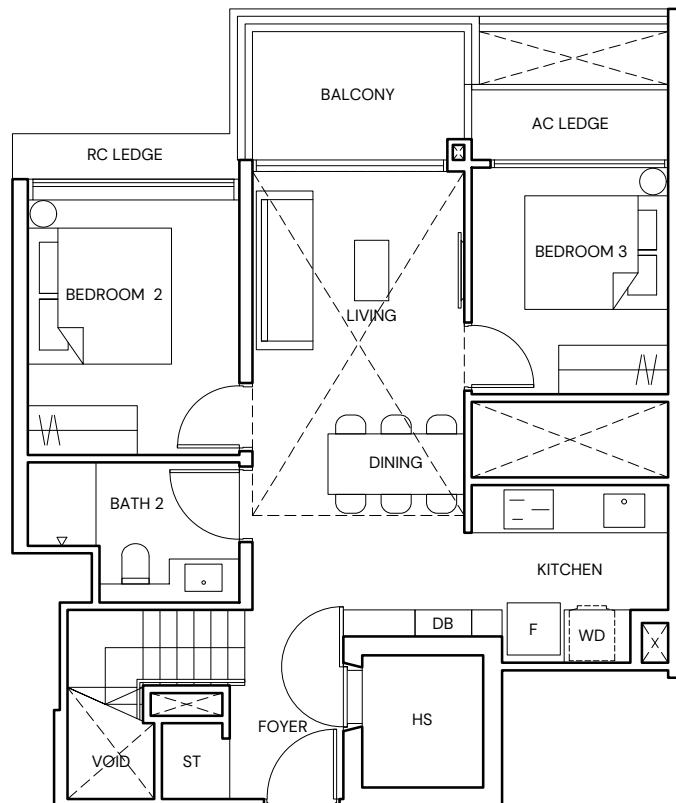 BALCONY
AC LEDGE
RC LEDGE
BEDROOM 3
BEDROOM 2
LIVING
DINING
BATH 2
KITCHEN
DB
F
WD
X
HS
FOYER
VOID
ST